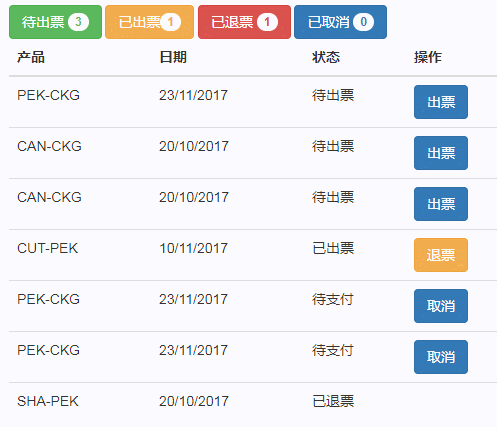 待出票 3 已出票 1 已退票 1 已取消 0
产品 日期 状态 操作
PEK-CKG 23/11/2017 待出票 出票
CAN-CKG 20/10/2017 待出票 出票
CAN-CKG 20/10/2017 待出票 出票
CUT-PEK 10/11/2017 已出票 退票
PEK-CKG 23/11/2017 待支付 取消
PEK-CKG 23/11/2017 待支付 取消
SHA-PEK 20/10/2017 已退票